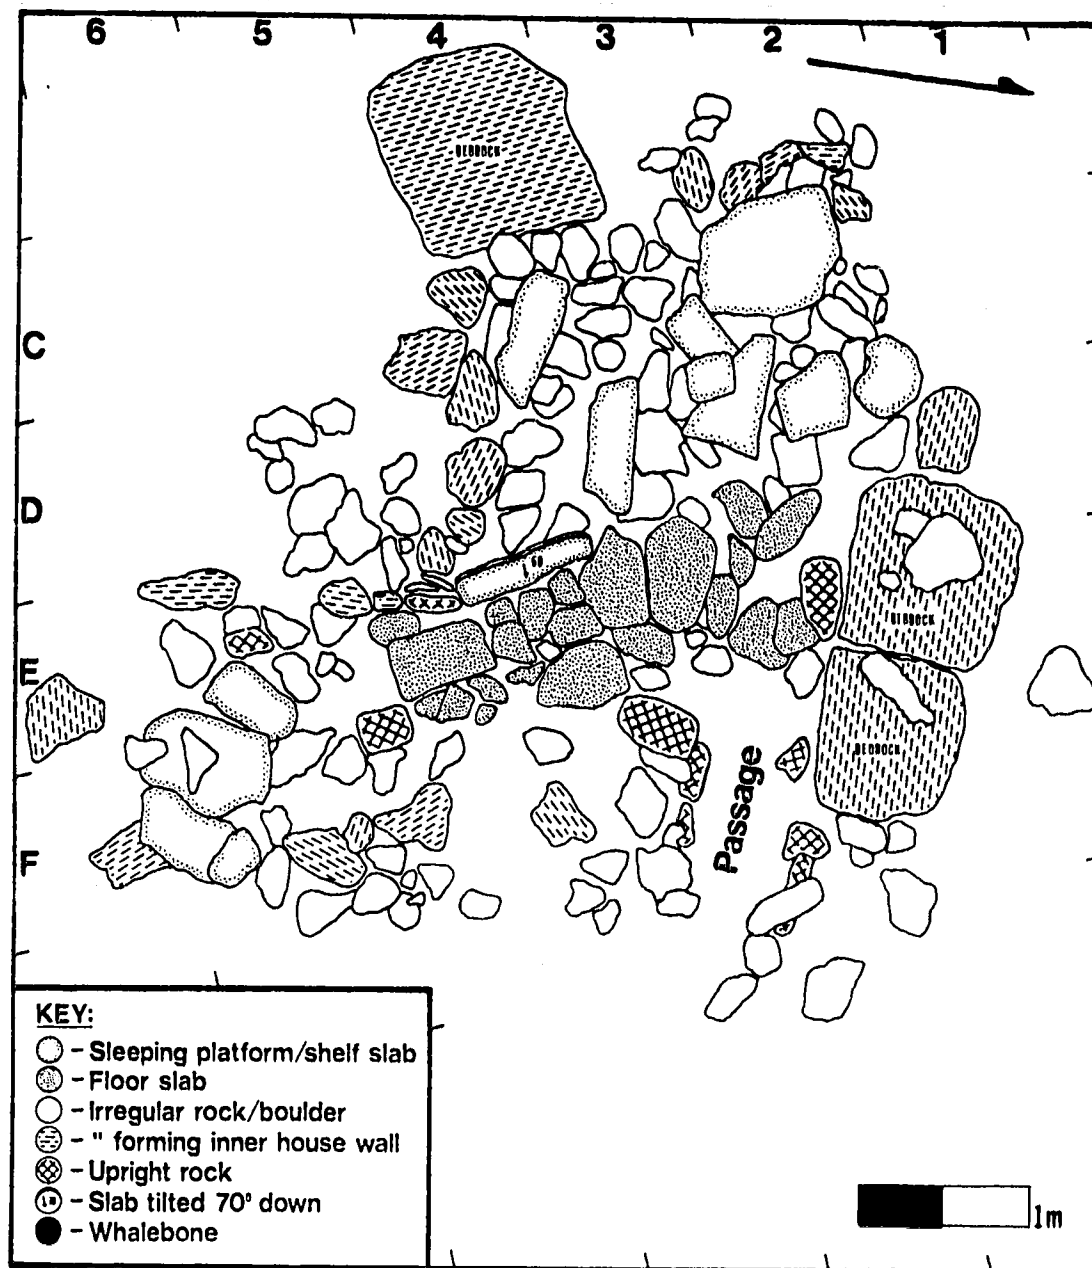 6 5 4 3 2 1
BEDROCK
C
D
E
F
BEDROCK
BEDROCK
Passage
KEY:
- Sleeping platform/shelf slab
- Floor slab
- Irregular rock/boulder
- " forming inner house wall
- Upright rock
- Slab tilted 70° down
- Whalebone
1m